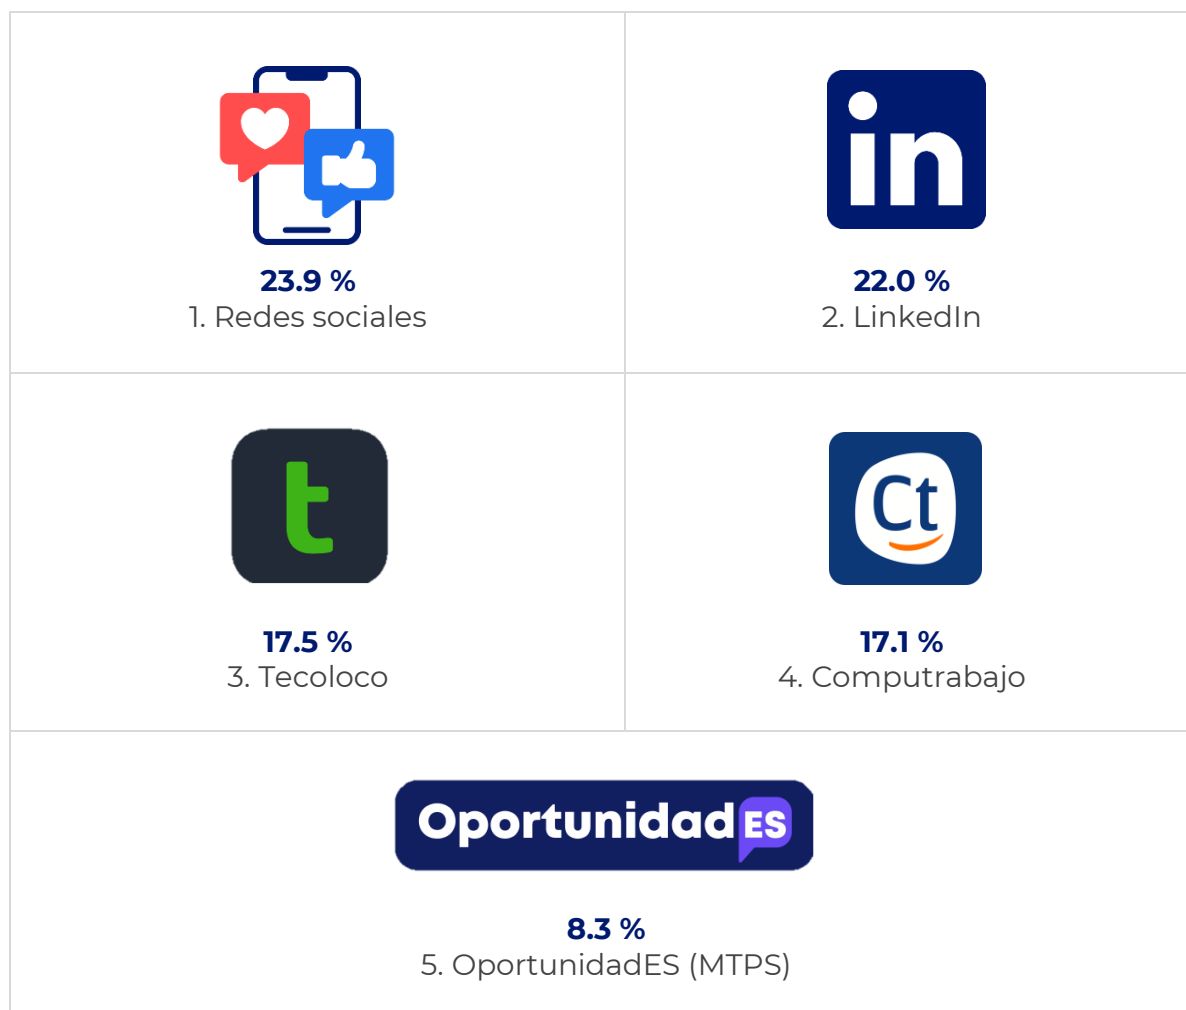 in
23.9 %
1. Redes sociales
22.0 %
2. LinkedIn
t
Ct
17.5 %
3. Tecoloco
17.1 %
4. Computrabajo
OportunidadES
8.3 %
5. OportunidadES (MTPS)